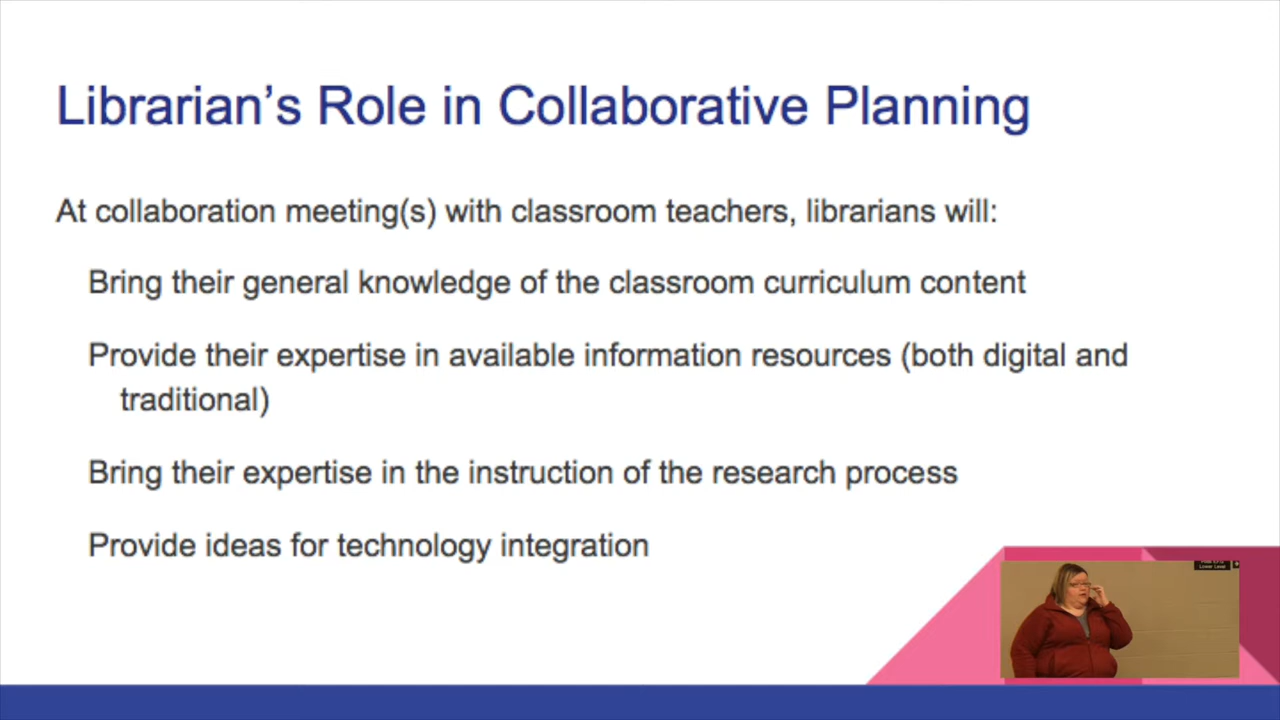 Librarian’s Role in Collaborative Planning
At collaboration meeting(s) with classroom teachers, librarians will:
Bring their general knowledge of the classroom curriculum content
Provide their expertise in available information resources (both digital and
traditional)
Bring their expertise in the instruction of the research process
Provide ideas for technology integration
Lower Level